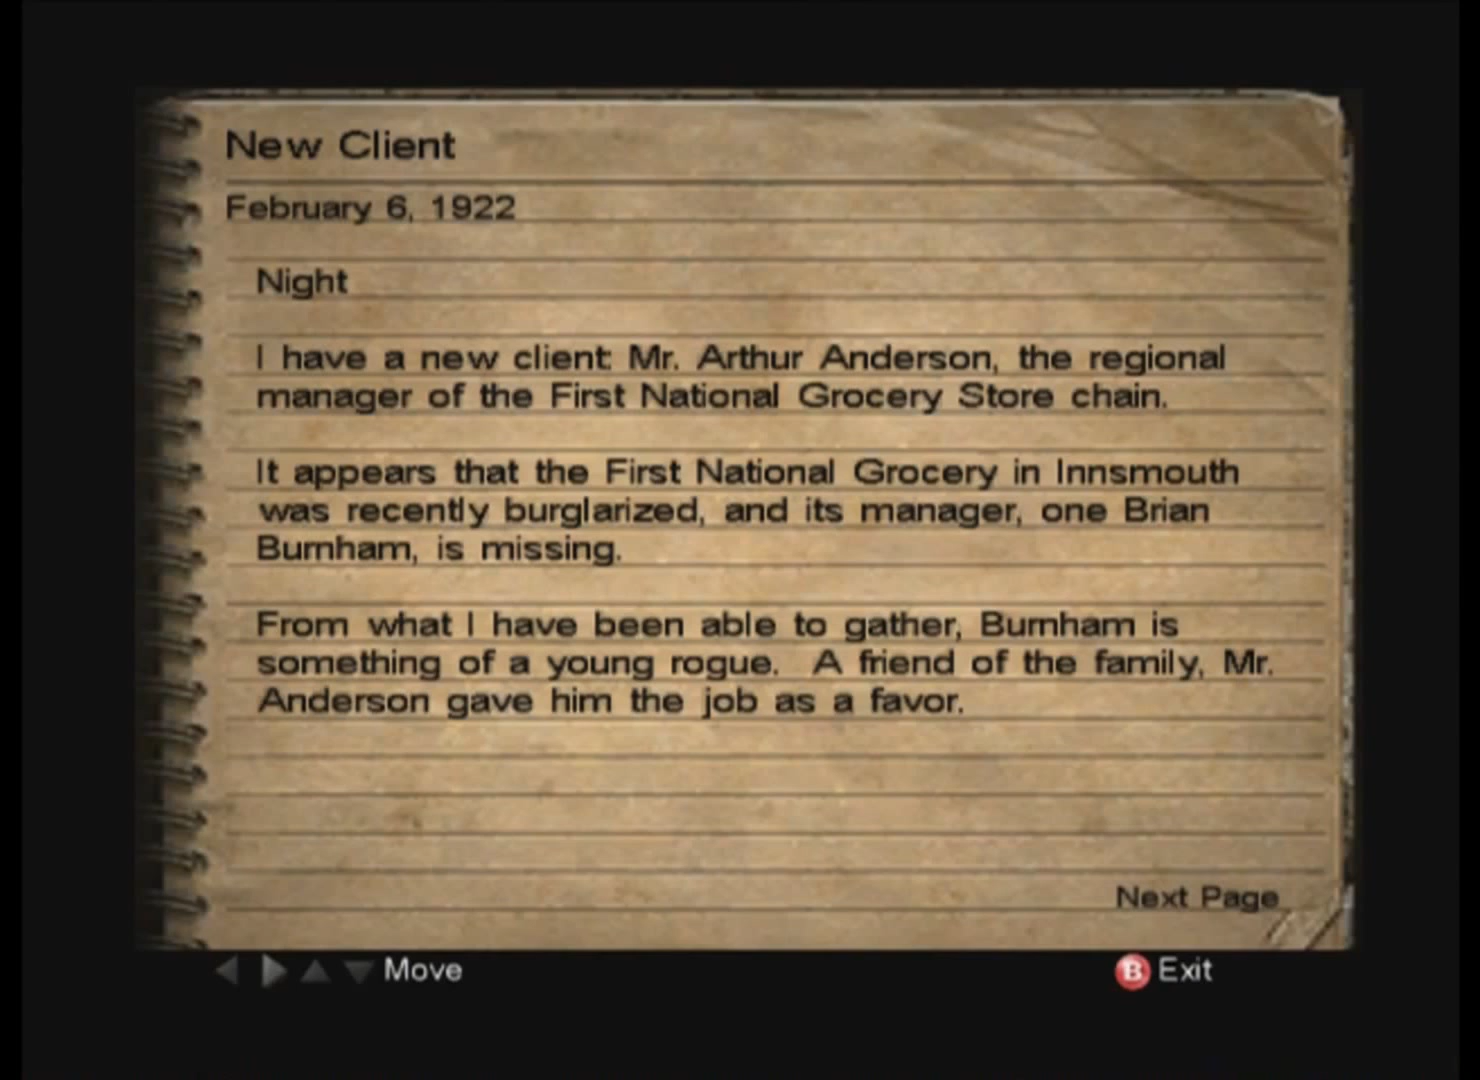 New Client
February 6, 1922
Night
I have a new client: Mr. Arthur Anderson, the regional
manager of the First National Grocery Store chain.
It appears that the First National Grocery in Innsmouth
was recently burglarized, and its manager, one Brian
Burnham, is missing.
From what I have been able to gather, Burnham is
something of a young rogue.  A friend of the family, Mr.
Anderson gave him the job as a favor.
Next Page
Move
B Exit